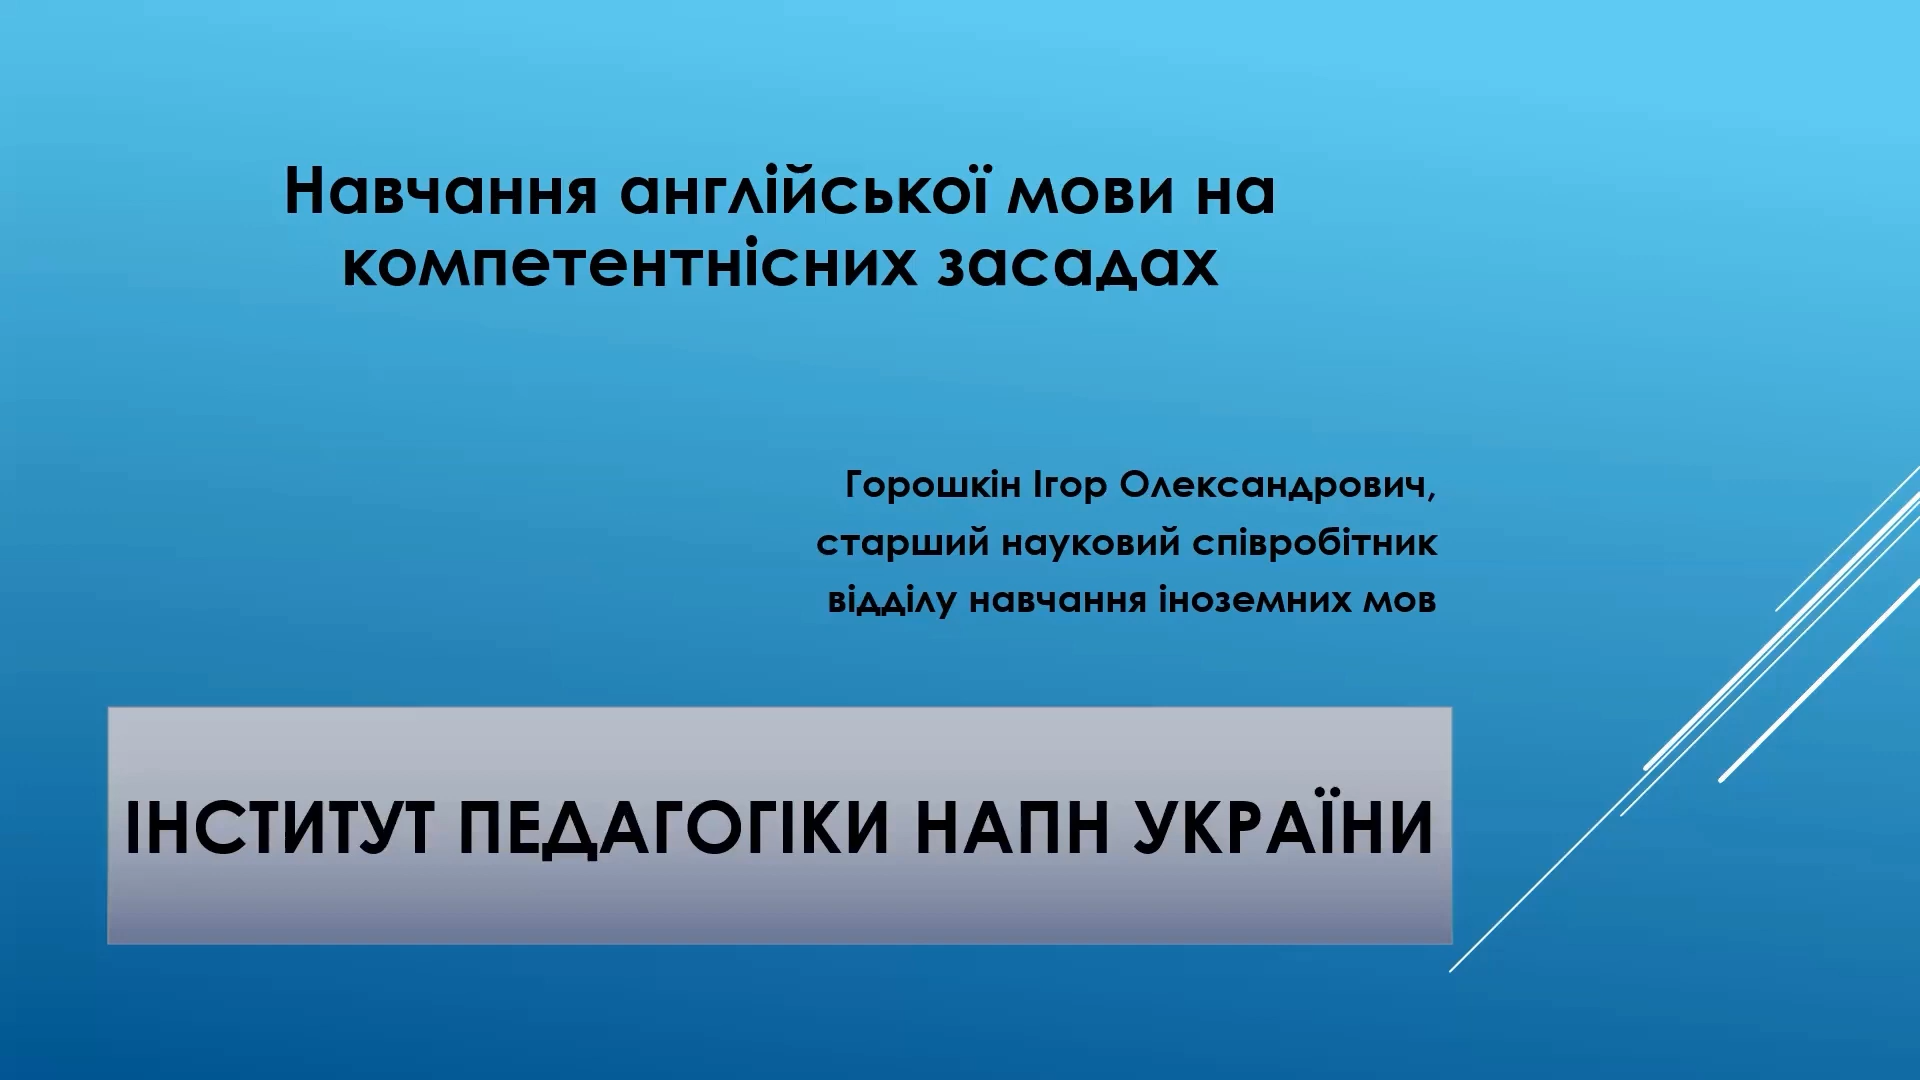 Навчання англійської мови на
компетентнісних засадах
Горошкін Ігор Олександрович,
старший науковий співробітник
відділу навчання іноземних мов
ІНСТИТУТ ПЕДАГОГІКИ НАПН УКРАЇНИ